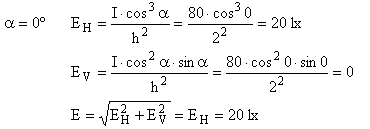 α = 0° E_H = I · cos³ α / h² = 80 · cos³ 0 / 2² = 20 lx
E_V = I · cos² α · sin α / h² = 80 · cos² 0 · sin 0 / 2² = 0
E = √(E_H² + E_V²) = E_H = 20 lx